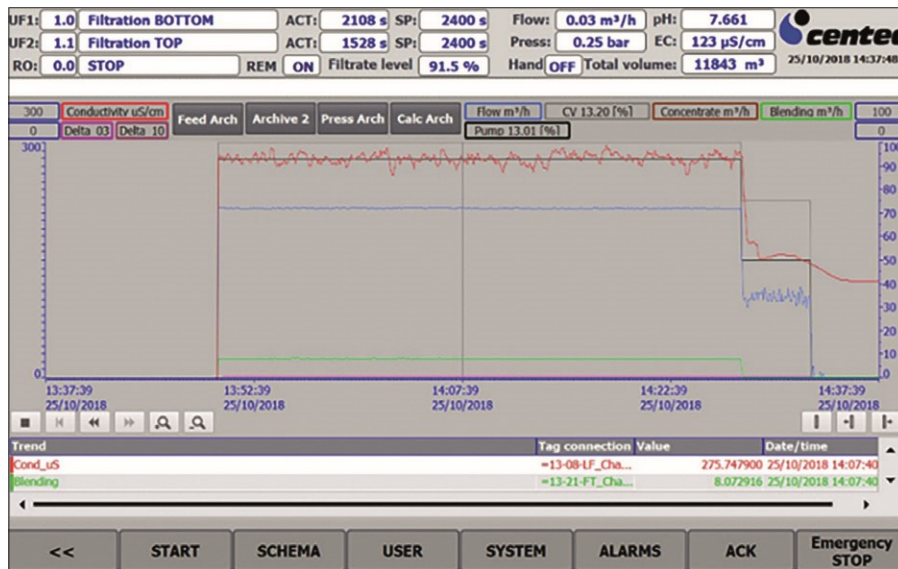 UF1: 1.0 Filtration BOTTOM ACT: 2108 s SP: 2400 s Flow: 0.03 m³/h pH: 7.661
UF2: 1.1 Filtration TOP ACT: 1528 s SP: 2400 s Press: 0.25 bar EC: 123 µS/cm centec
RO: 0.0 STOP REM ON Filtrate level 91.5 % Hand OFF Total volume: 11843 m³ 25/10/2018 14:37:48
300 Conductivity uS/cm Feed Arch Archive 2 Press Arch Calc Arch Flow m³/h CV 13.20 [%] Concentrate m³/h Blending m³/h 100
0 Delta 03 Delta 10 Pump 13.01 [%] 0
300 100
90
80
70
60
50
40
30
20
10
0 0
13:37:39 13:52:39 14:07:39 14:22:39 14:37:39
25/10/2018 25/10/2018 25/10/2018 25/10/2018 25/10/2018
Trend Tag connection Value Date/time
Cond_uS =13-08-LF_Cha... 275.747900 25/10/2018 14:07:40
Blending =13-21-FT_Cha... 8.072916 25/10/2018 14:07:40
<< START SCHEMA USER SYSTEM ALARMS ACK Emergency
STOP